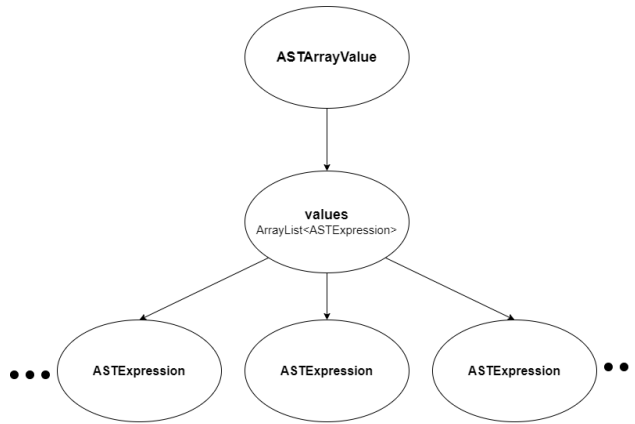 ASTArrayValue
values
ArrayList<ASTExpression>
ASTExpression
ASTExpression
ASTExpression